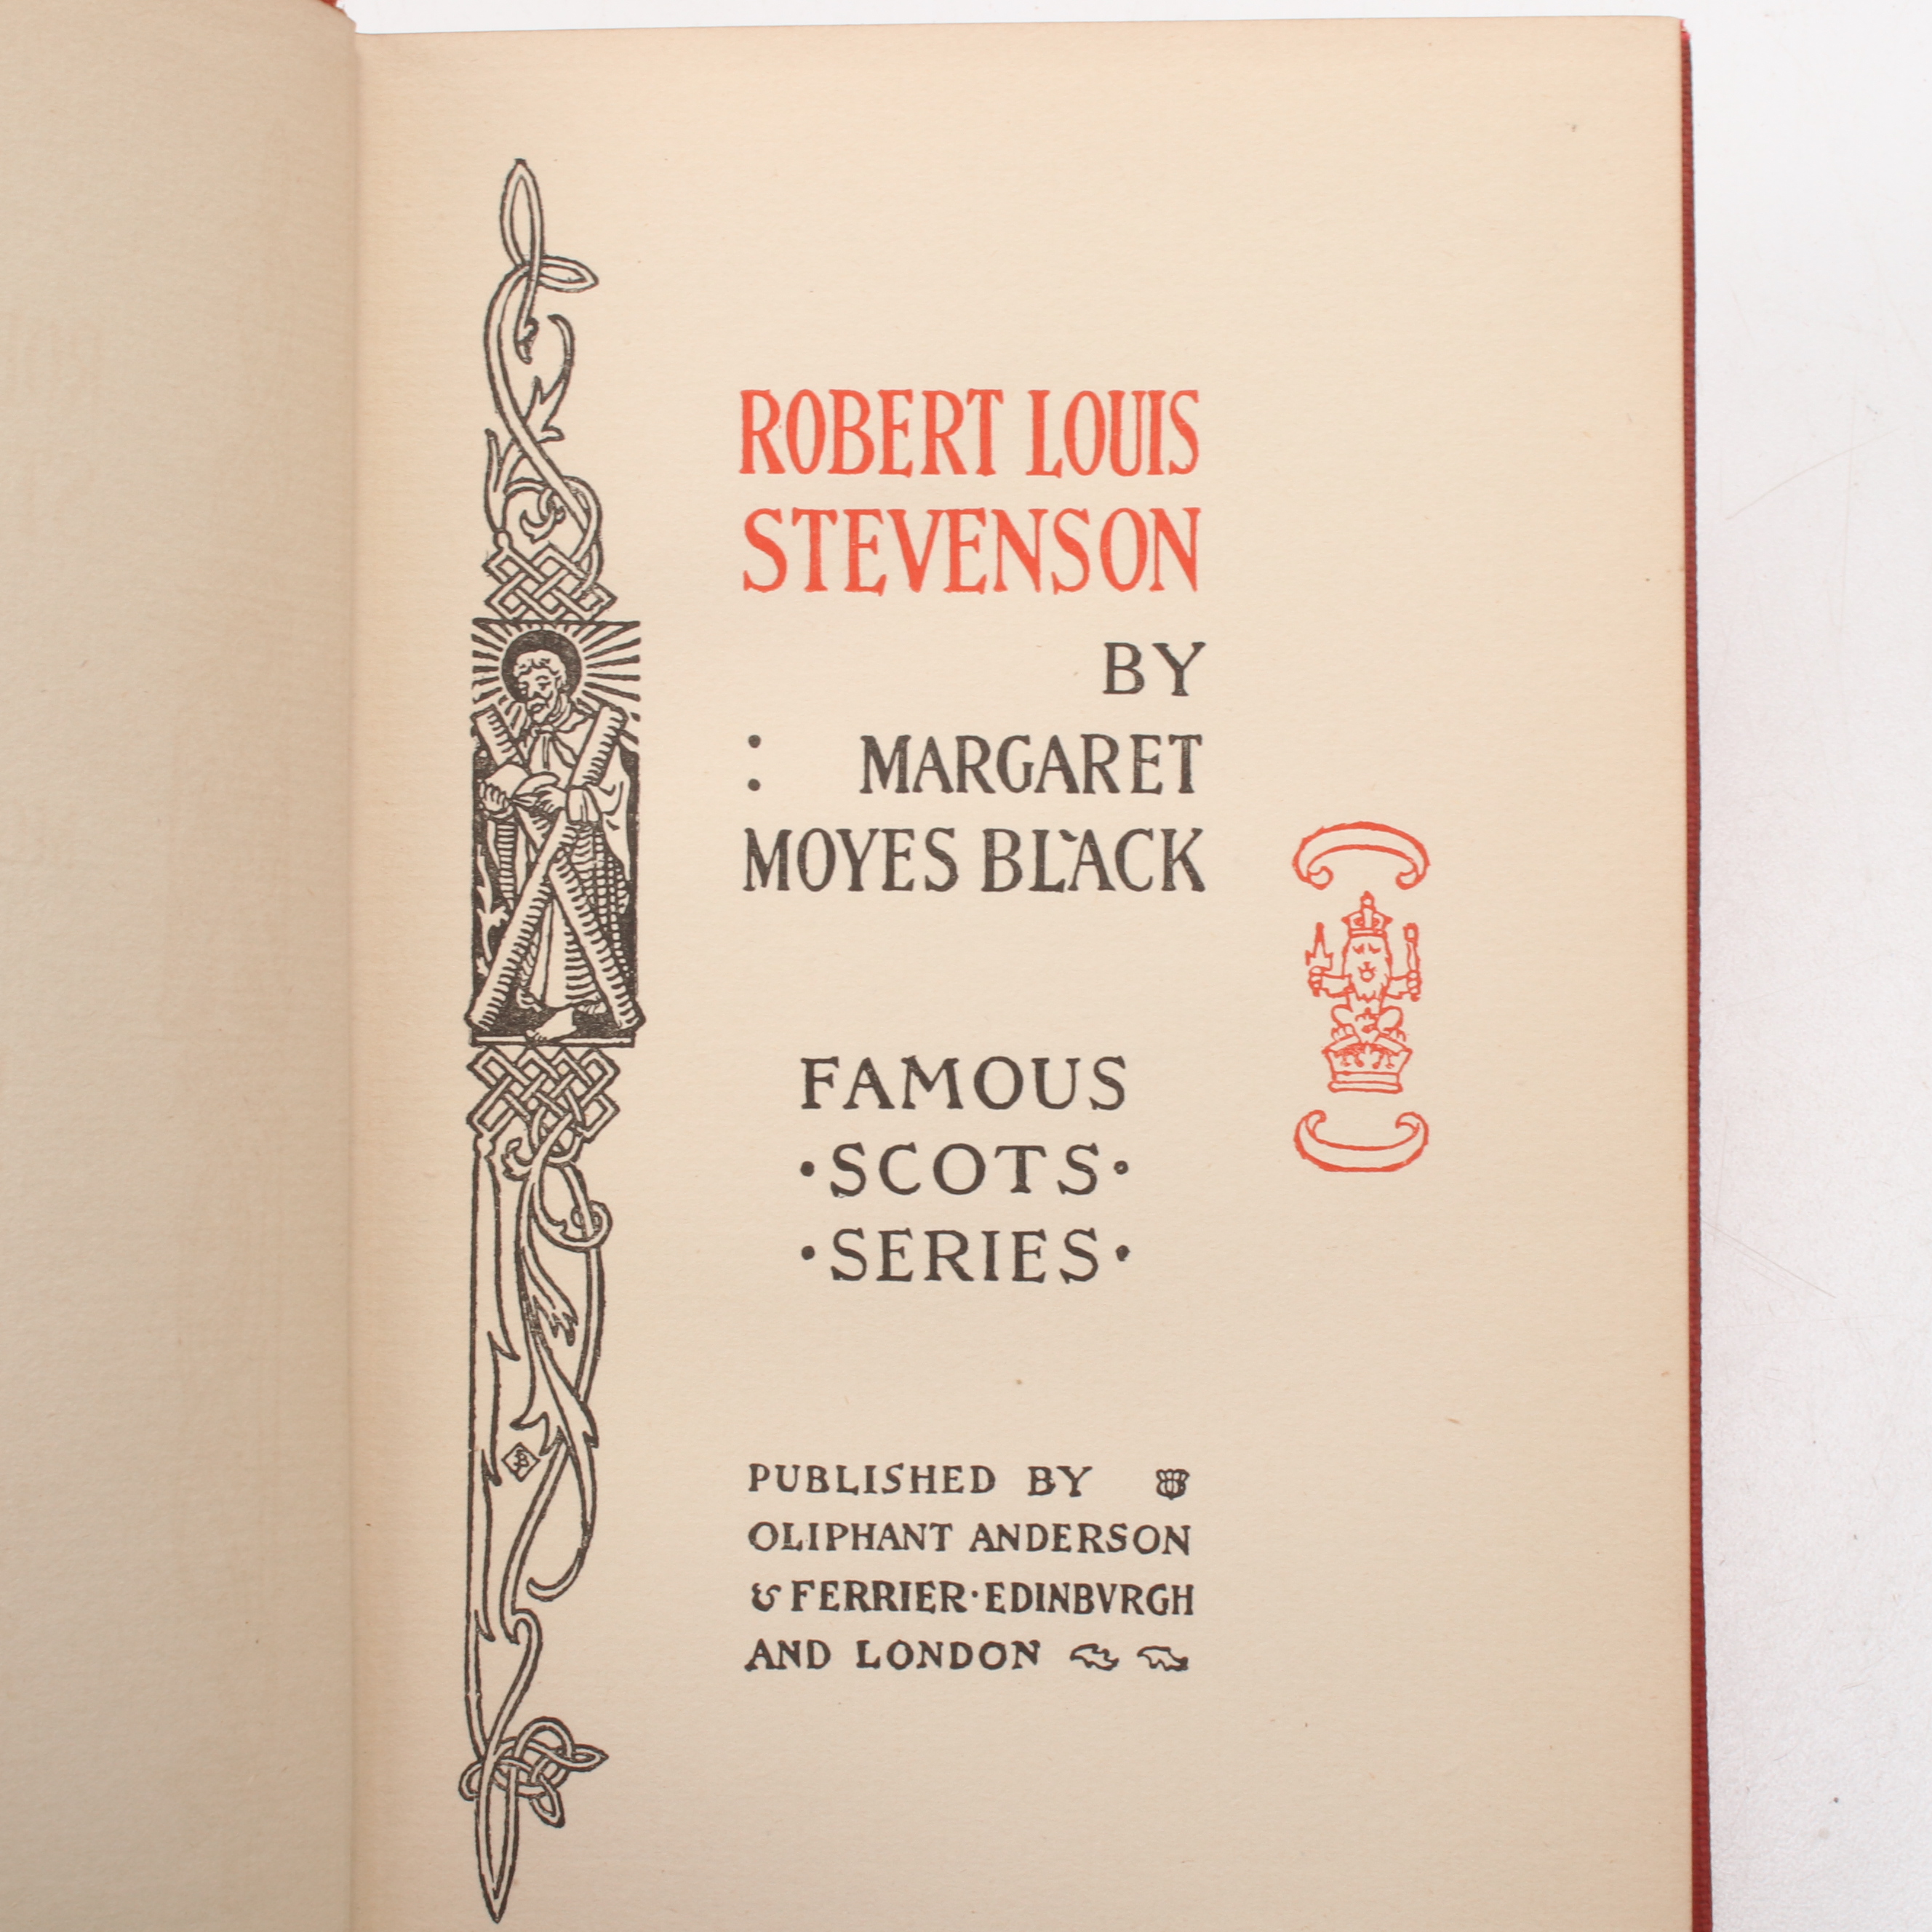 ROBERT LOUIS
STEVENSON
BY
: MARGARET
MOYES BLACK
FAMOUS
·SCOTS·
·SERIES·
PUBLISHED BY
OLIPHANT ANDERSON
& FERRIER·EDINBVRGH
AND LONDON